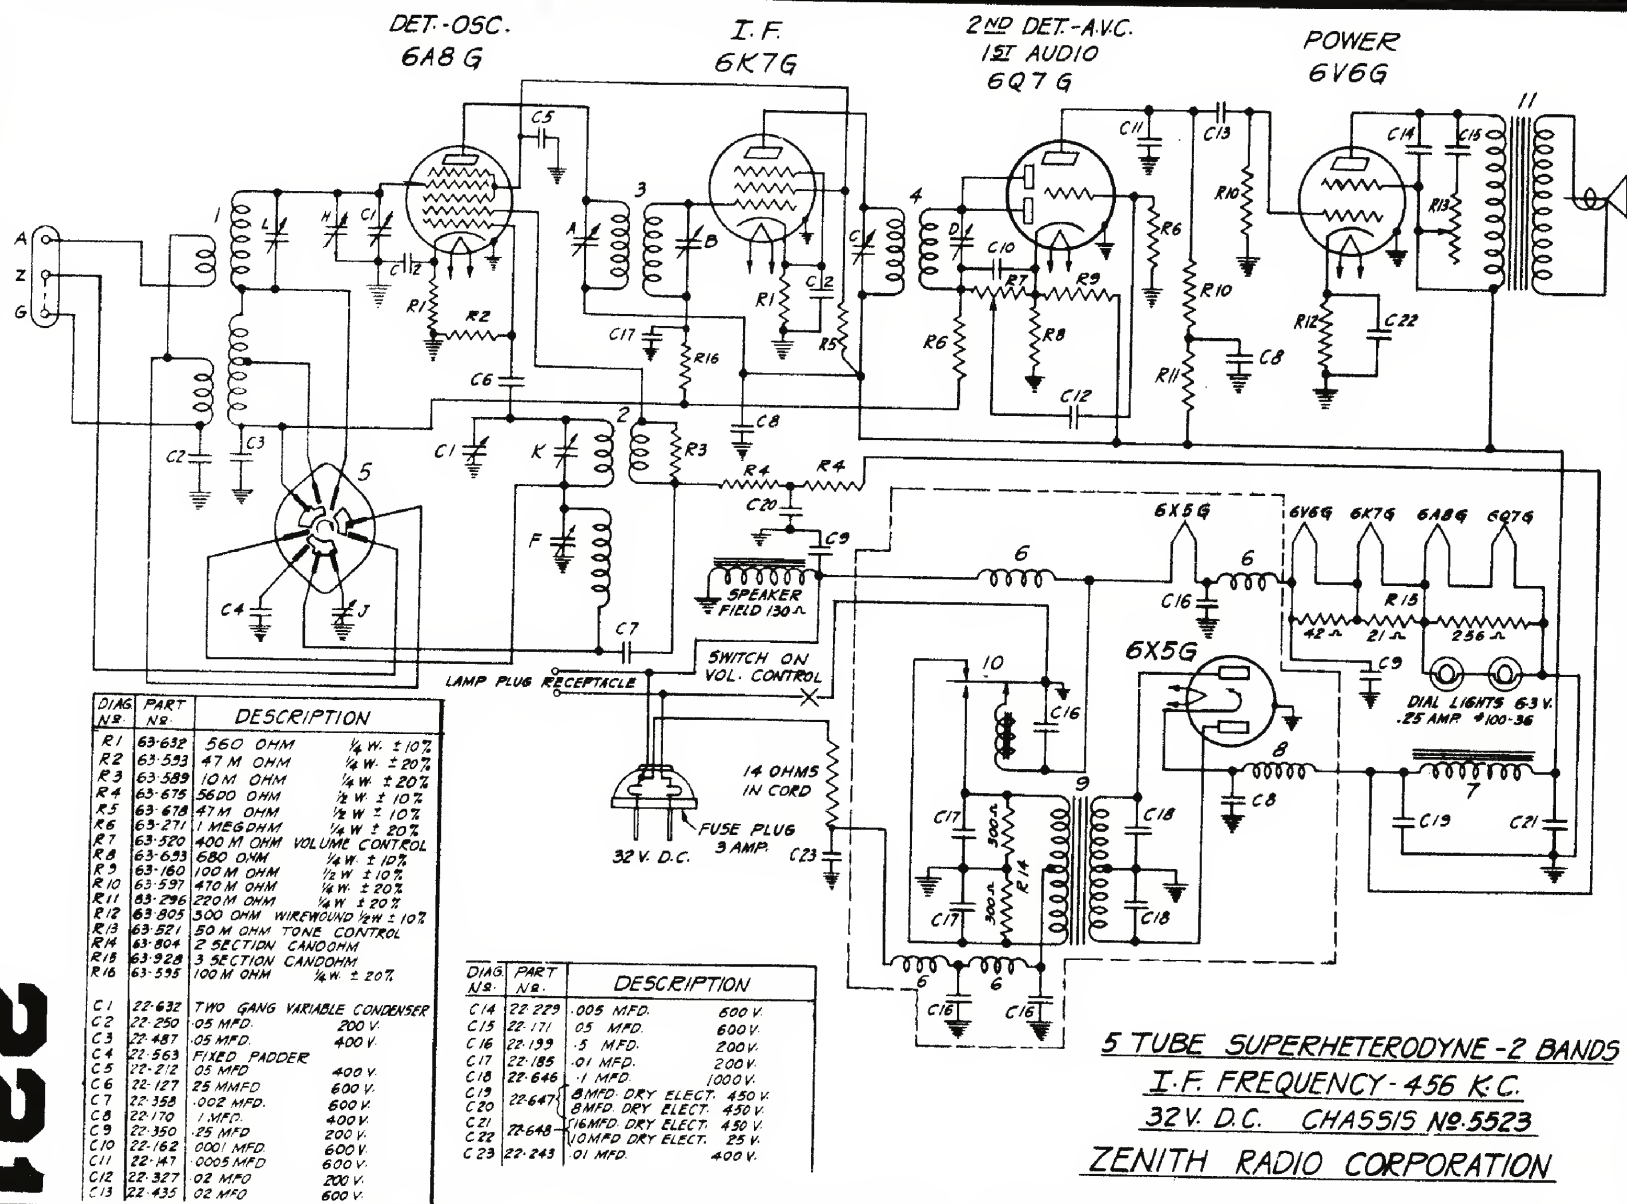 DET.-OSC.
6A8G
I.F.
6K7G
2ND DET.-A.V.C.
1ST AUDIO
6Q7G
POWER
6V6G
A
Z
G
1
L
H
C1
C2
R1
R2
C5
A
3
B
R1
C2
C17
R16
R5
C
4
D
C10
R7
R9
R6
R8
C12
C11
R6
C13
R10
R10
R11
C8
C14
C15
R13
R12
C22
11
C2
C3
5
C4
J
C6
C1
K
2
R3
F
C7
C8
R4
R4
C20
C9
SPEAKER
FIELD 130 Ω
6
6X5G
C16
6
6V6G
6K7G
6A8G
6Q7G
R15
42 Ω
21 Ω
256 Ω
C9
DIAL LIGHTS 6-3 V.
.25 AMP. #100-36
LAMP PLUG RECEPTACLE
SWITCH ON
VOL. CONTROL
14 OHMS
IN CORD
FUSE PLUG
3 AMP.
32 V. D.C.
C23
10
C16
6X5G
8
C8
7
C19
C21
9
C17
C17
300Ω
300Ω
R14
C18
C18
6
6
C16
C16
DIAG. Nº. PART Nº. DESCRIPTION
R1 63-632 560 OHM ¼ W. ±10%
R2 63-593 47 M OHM ¼ W. ±20%
R3 63-589 10 M OHM ¼ W. ±20%
R4 63-675 5600 OHM ½ W. ±10%
R5 63-678 47 M OHM ½ W ±10%
R6 63-271 1 MEGOHM ¼ W. ±20%
R7 63-520 400 M OHM VOLUME CONTROL
R8 63-693 680 OHM ¼ W. ±10%
R9 63-160 100 M OHM ½ W ±10%
R10 63-597 470 M OHM ¼ W. ±20%
R11 63-296 220 M OHM ¼ W ±20%
R12 63-805 300 OHM WIREWOUND ½W ±10%
R13 63-521 50 M OHM TONE CONTROL
R14 63-804 2 SECTION CANDOHM
R15 63-928 3 SECTION CANDOHM
R16 63-595 100 M OHM ¼ W. ±20%
C1 22-632 TWO GANG VARIABLE CONDENSER
C2 22-250 .05 MFD. 200 V.
C3 22-487 .05 MFD. 400 V.
C4 22-563 FIXED PADDER
C5 22-212 .05 MFD 400 V.
C6 22-127 25 MMFD 600 V.
C7 22-358 .002 MFD. 600 V.
C8 22-170 .1 MFD. 400 V.
C9 22-350 .25 MFD 200 V.
C10 22-162 .0001 MFD. 600 V.
C11 22-147 .0005 MFD 600 V.
C12 22-327 .02 MFD 200 V.
C13 22-435 .02 MFD 600 V.
DIAG. Nº. PART Nº. DESCRIPTION
C14 22-229 .005 MFD. 600 V.
C15 22-171 .05 MFD. 600 V.
C16 22-199 .5 MFD. 200 V.
C17 22-185 .01 MFD. 200 V.
C18 22-646 .1 MFD. 1000 V.
C19 22-647 8 MFD. DRY ELECT. 450 V.
C20 8 MFD. DRY ELECT. 450 V.
C21 22-648 16 MFD. DRY ELECT. 450 V.
C22 10 MFD DRY ELECT. 25 V.
C23 22-243 .01 MFD. 400 V.
5 TUBE SUPERHETERODYNE - 2 BANDS
I.F. FREQUENCY - 456 K.C.
32 V. D.C. CHASSIS Nº. 5523
ZENITH RADIO CORPORATION